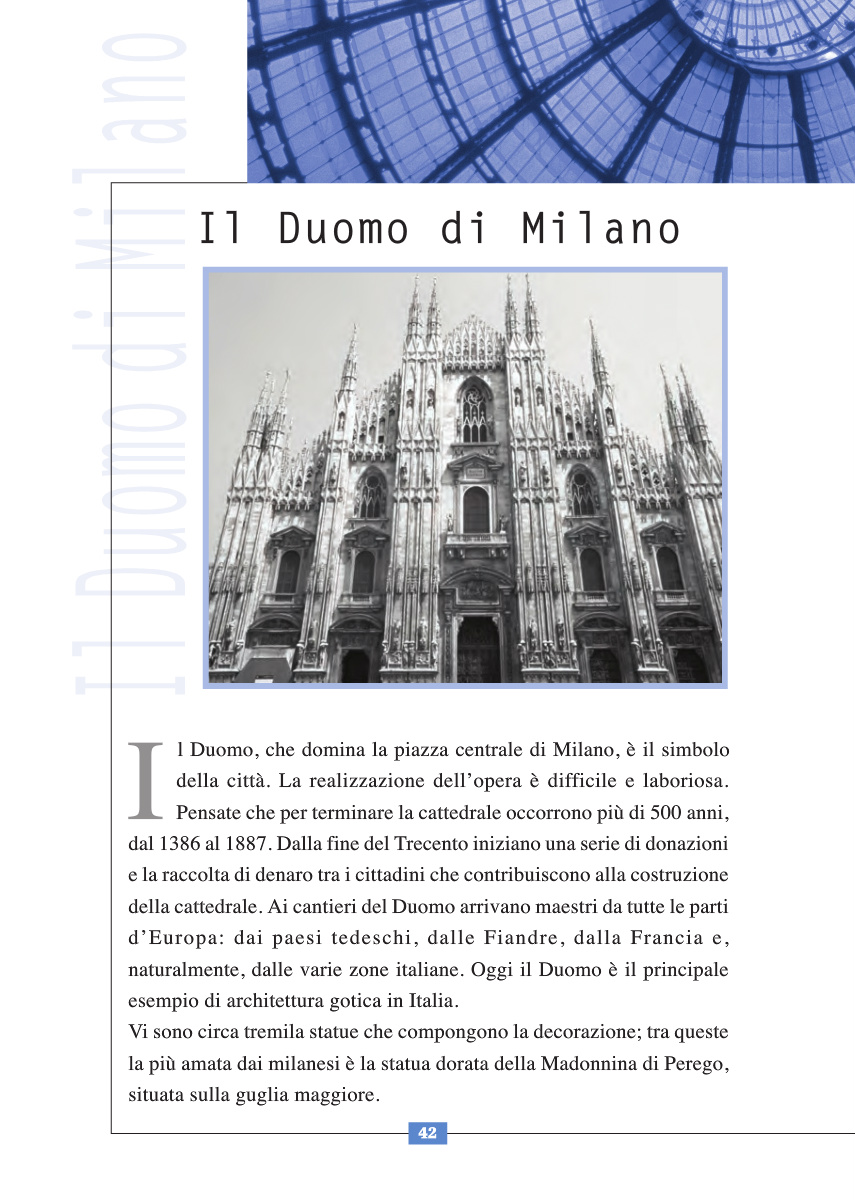 Il Duomo di Milano
Il Duomo di Milano
Il Duomo, che domina la piazza centrale di Milano, è il simbolo
della città. La realizzazione dell'opera è difficile e laboriosa.
Pensate che per terminare la cattedrale occorrono più di 500 anni,
dal 1386 al 1887. Dalla fine del Trecento iniziano una serie di donazioni
e la raccolta di denaro tra i cittadini che contribuiscono alla costruzione
della cattedrale. Ai cantieri del Duomo arrivano maestri da tutte le parti
d'Europa: dai paesi tedeschi, dalle Fiandre, dalla Francia e,
naturalmente, dalle varie zone italiane. Oggi il Duomo è il principale
esempio di architettura gotica in Italia.
Vi sono circa tremila statue che compongono la decorazione; tra queste
la più amata dai milanesi è la statua dorata della Madonnina di Perego,
situata sulla guglia maggiore.
42